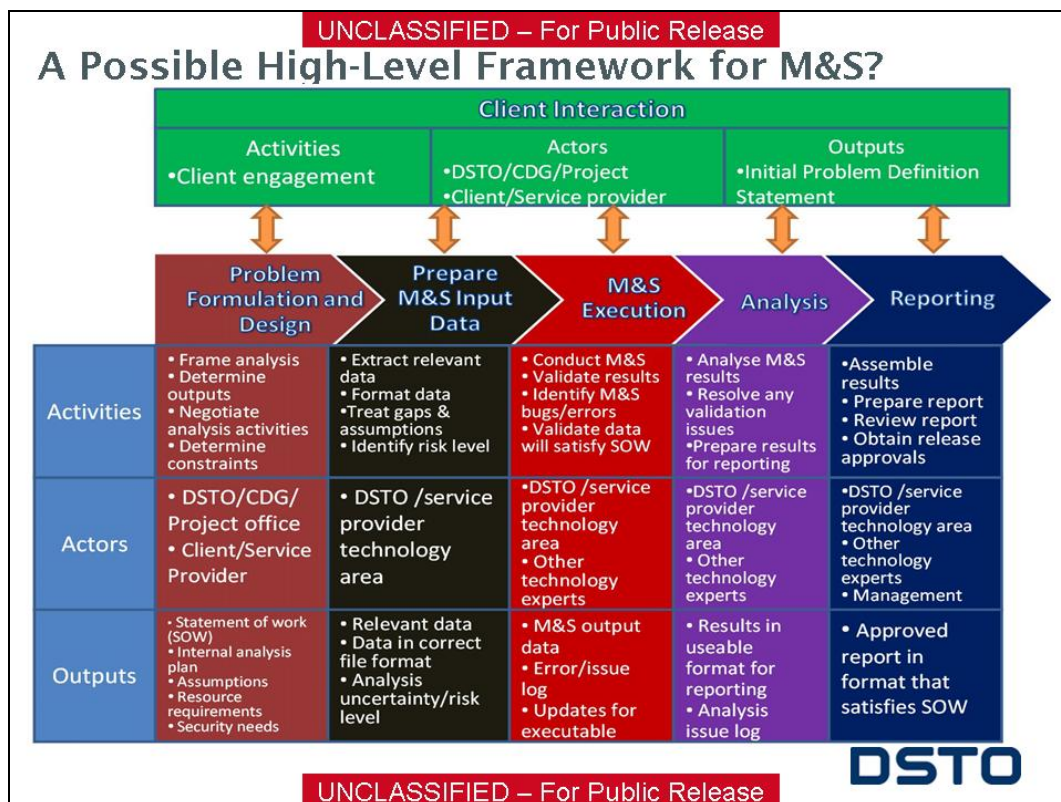 UNCLASSIFIED – For Public Release
A Possible High-Level Framework for M&S?
Client Interaction
Activities
•Client engagement
Actors
•DSTO/CDG/Project
•Client/Service provider
Outputs
•Initial Problem Definition
Statement
Problem
Formulation and
Design
Prepare
M&S Input
Data
M&S
Execution
Analysis
Reporting
Activities
• Frame analysis
• Determine
outputs
• Negotiate
analysis activities
• Determine
constraints
• Extract relevant
data
• Format data
•Treat gaps &
assumptions
• Identify risk level
• Conduct M&S
• Validate results
• Identify M&S
bugs/errors
• Validate data
will satisfy SOW
• Analyse M&S
results
• Resolve any
validation
issues
•Prepare results
for reporting
•Assemble
results
• Prepare report
• Review report
• Obtain release
approvals
Actors
• DSTO/CDG/
Project office
• Client/Service
Provider
• DSTO /service
provider
technology
area
•DSTO /service
provider
technology
area
• Other
technology
experts
•DSTO /service
provider
technology
area
• Other
technology
experts
•DSTO /service
provider
technology area
• Other
technology
experts
• Management
Outputs
• Statement of work
(SOW)
• Internal analysis
plan
• Assumptions
• Resource
requirements
• Security needs
• Relevant data
• Data in correct
file format
• Analysis
uncertainty/risk
level
• M&S output
data
• Error/issue
log
• Updates for
executable
• Results in
useable
format for
reporting
• Analysis
issue log
• Approved
report in
format that
satisfies SOW
DSTO
UNCLASSIFIED – For Public Release